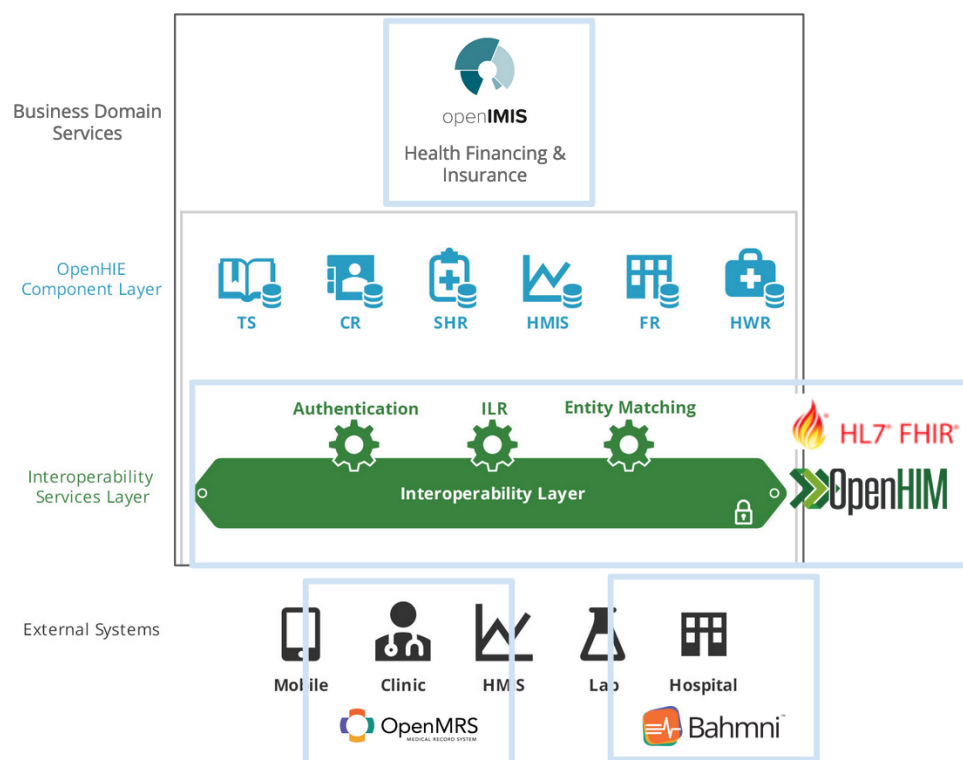 openIMIS
Business Domain
Services
Health Financing &
Insurance
OpenHIE
Component Layer
TS
CR
SHR
HMIS
FR
HWR
Authentication
ILR
Entity Matching
HL7® FHIR®
Interoperability
Services Layer
Interoperability Layer
OpenHIM
External Systems
Mobile
Clinic
HMIS
Lab
Hospital
OpenMRS
MEDICAL RECORD SYSTEM
Bahmni™